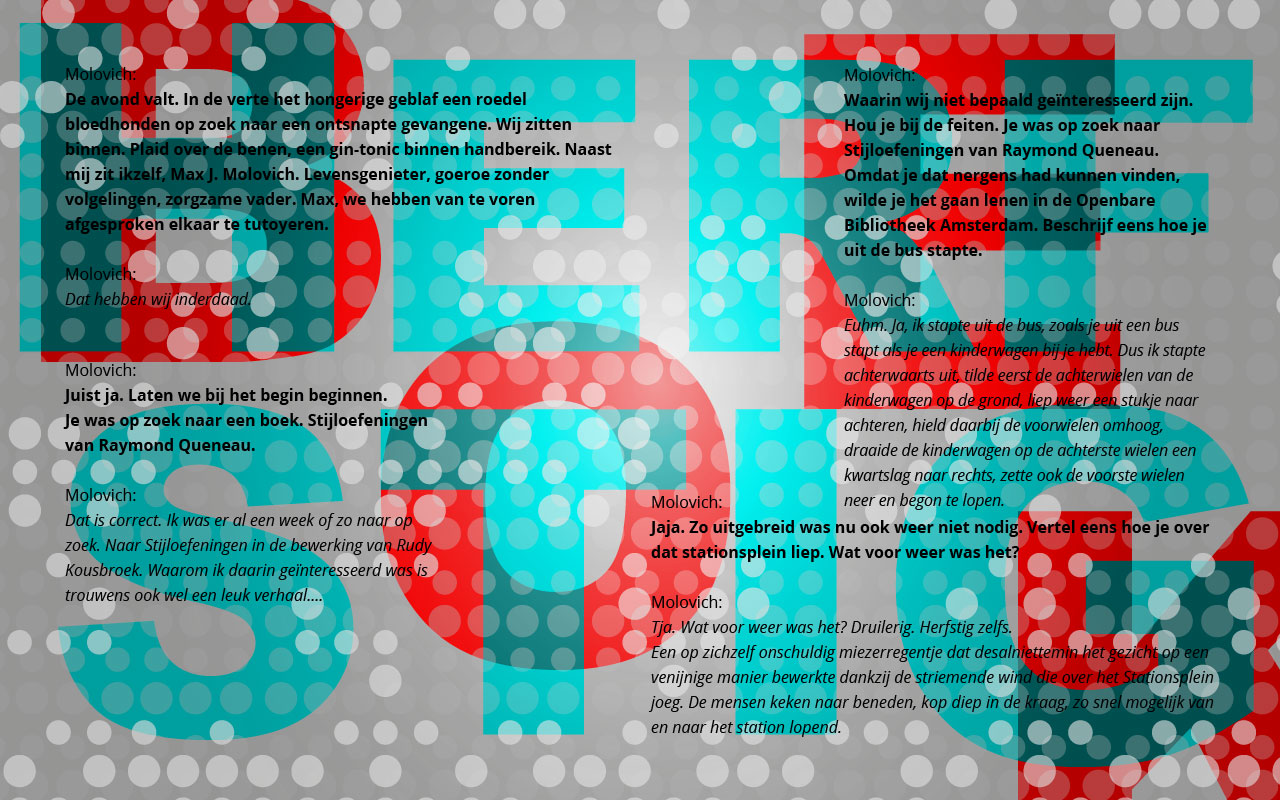 BERT
STIJG
BOEK
Molovich:
De avond valt. In de verte het hongerige geblaf een roedel
bloedhonden op zoek naar een ontsnapte gevangene. Wij zitten
binnen. Plaid over de benen, een gin-tonic binnen handbereik. Naast
mij zit ikzelf, Max J. Molovich. Levensgenieter, goeroe zonder
volgelingen, zorgzame vader. Max, we hebben van te voren
afgesproken elkaar te tutoyeren.
Molovich:
Dat hebben wij inderdaad.
Molovich:
Juist ja. Laten we bij het begin beginnen.
Je was op zoek naar een boek. Stijloefeningen
van Raymond Queneau.
Molovich:
Dat is correct. Ik was er al een week of zo naar op
zoek. Naar Stijloefeningen in de bewerking van Rudy
Kousbroek. Waarom ik daarin geïnteresseerd was is
trouwens ook wel een leuk verhaal....
Molovich:
Waarin wij niet bepaald geïnteresseerd zijn.
Hou je bij de feiten. Je was op zoek naar
Stijloefeningen van Raymond Queneau.
Omdat je dat nergens had kunnen vinden,
wilde je het gaan lenen in de Openbare
Bibliotheek Amsterdam. Beschrijf eens hoe je
uit de bus stapte.
Molovich:
Euhm. Ja, ik stapte uit de bus, zoals je uit een bus
stapt als je een kinderwagen bij je hebt. Dus ik stapte
achterwaarts uit, tilde eerst de achterwielen van de
kinderwagen op de grond, liep weer een stukje naar
achteren, hield daarbij de voorwielen omhoog,
draaide de kinderwagen op de achterste wielen een
kwartslag naar rechts, zette ook de voorste wielen
neer en begon te lopen.
Molovich:
Jaja. Zo uitgebreid was nu ook weer niet nodig. Vertel eens hoe je over
dat stationsplein liep. Wat voor weer was het?
Molovich:
Tja. Wat voor weer was het? Druilerig. Herfstig zelfs.
Een op zichzelf onschuldig miezerregentje dat desalniettemin het gezicht op een
venijnige manier bewerkte dankzij de striemende wind die over het Stationsplein
joeg. De mensen keken naar beneden, kop diep in de kraag, zo snel mogelijk van
en naar het station lopend.